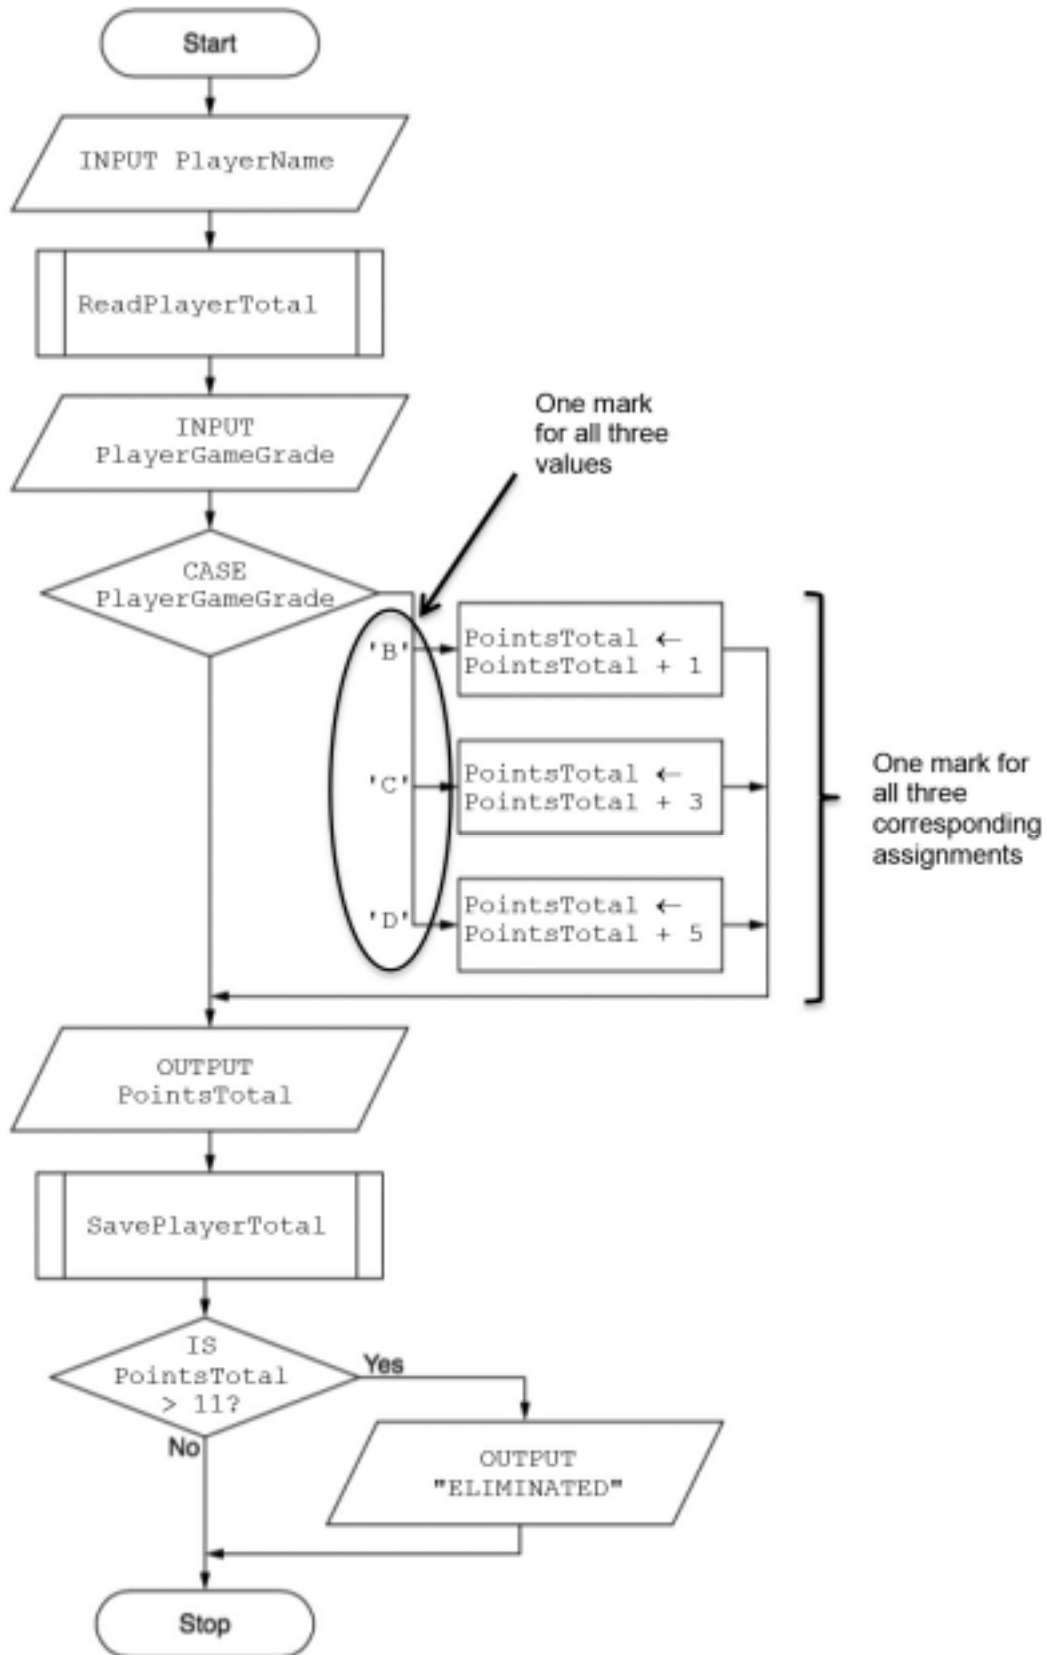 Start
INPUT PlayerName
ReadPlayerTotal
INPUT
PlayerGameGrade
One mark
for all three
values
CASE
PlayerGameGrade
'B'
PointsTotal ←
PointsTotal + 1
'C'
PointsTotal ←
PointsTotal + 3
'D'
PointsTotal ←
PointsTotal + 5
One mark for
all three
corresponding
assignments
OUTPUT
PointsTotal
SavePlayerTotal
IS
PointsTotal
> 11?
Yes
No
OUTPUT
"ELIMINATED"
Stop